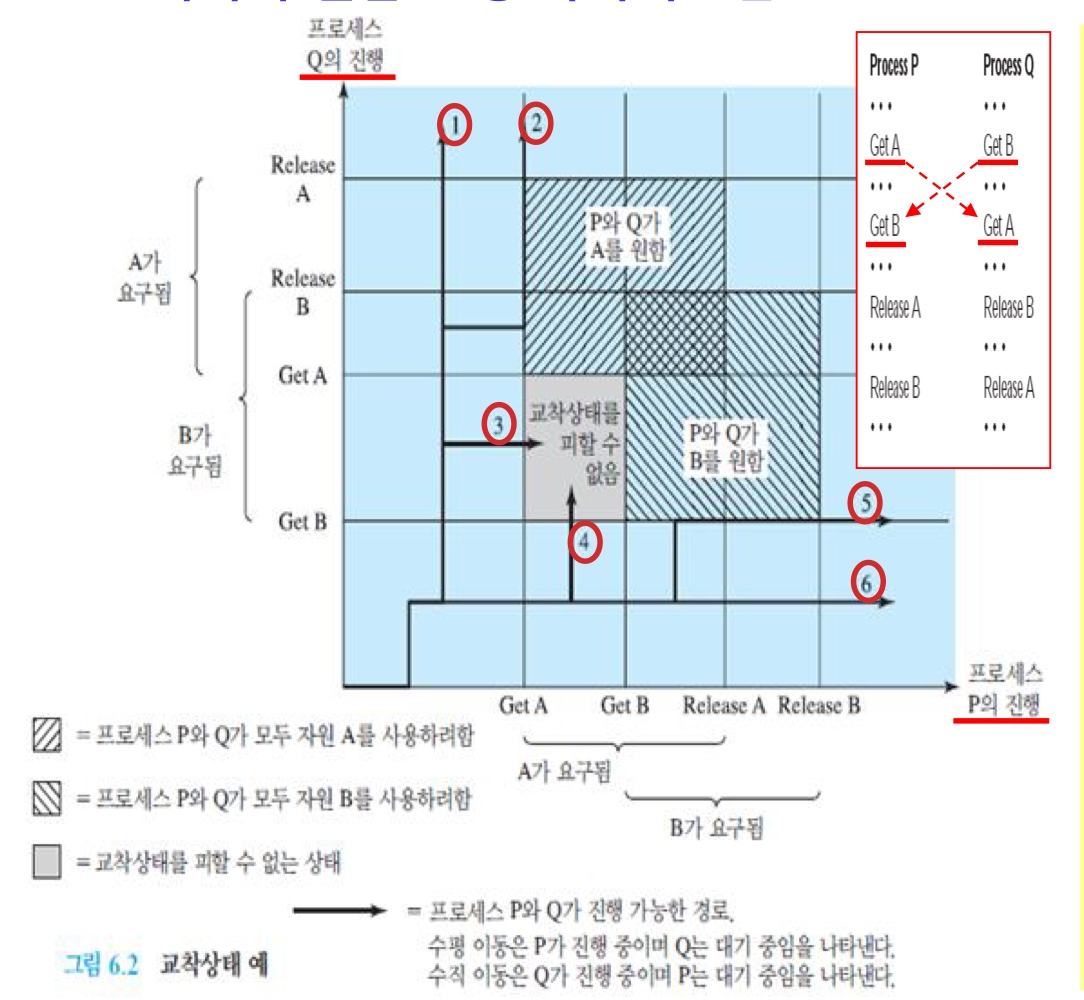 프로세스
Q의 진행
Process P Process Q
... ...
Get A Get B
... ...
Get B Get A
... ...
Release A Release B
... ...
Release B Release A
... ...
1
2
Release
A
P와 Q가
A를 원함
A가
요구됨
Release
B
Get A
3
교착상태를
피할 수
없음
P와 Q가
B를 원함
B가
요구됨
Get B
5
4
6
프로세스
P의 진행
Get A Get B Release A Release B
= 프로세스 P와 Q가 모두 자원 A를 사용하려함
A가 요구됨
= 프로세스 P와 Q가 모두 자원 B를 사용하려함
B가 요구됨
= 교착상태를 피할 수 없는 상태
= 프로세스 P와 Q가 진행 가능한 경로.
수평 이동은 P가 진행 중이며 Q는 대기 중임을 나타낸다.
수직 이동은 Q가 진행 중이며 P는 대기 중임을 나타낸다.
그림 6.2 교착상태 예